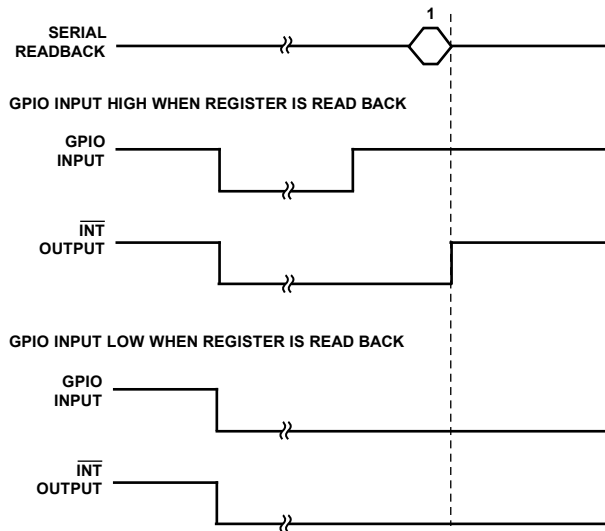 1
SERIAL
READBACK
GPIO INPUT HIGH WHEN REGISTER IS READ BACK
GPIO
INPUT
INT
OUTPUT
GPIO INPUT LOW WHEN REGISTER IS READ BACK
GPIO
INPUT
INT
OUTPUT